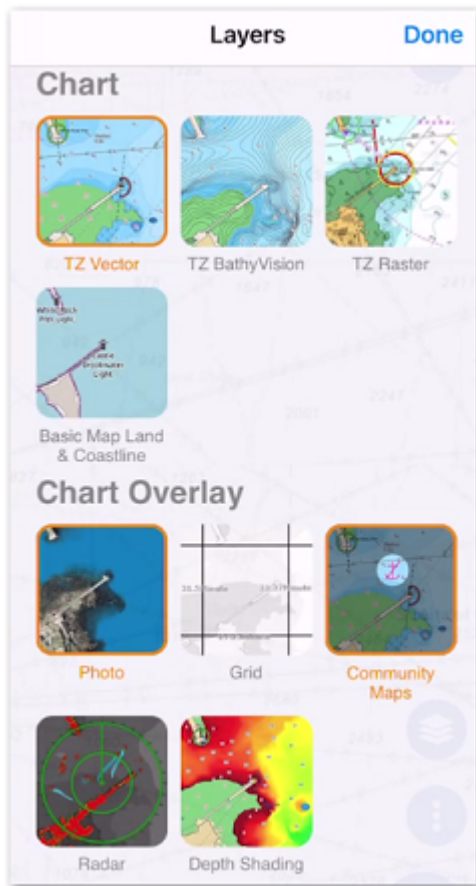 Layers
Done
Chart
TZ Vector
TZ BathyVision
TZ Raster
Basic Map Land
& Coastline
Chart Overlay
Photo
Grid
Community
Maps
Radar
Depth Shading